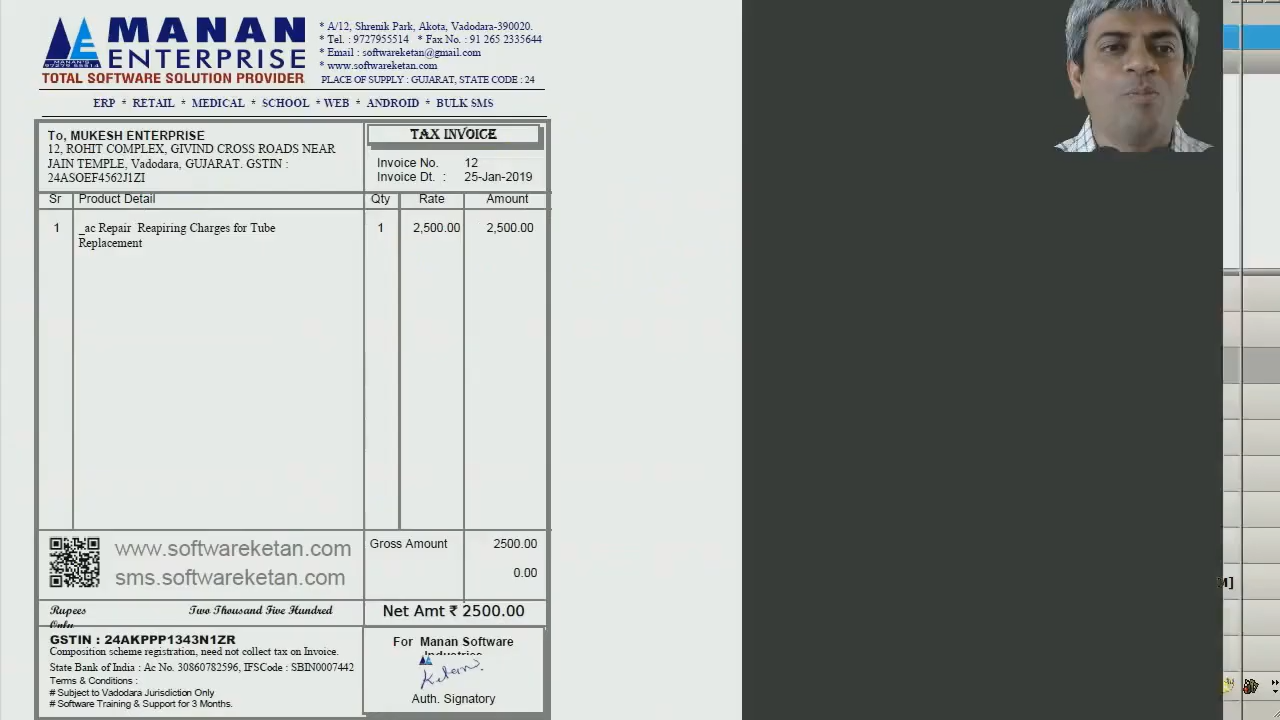 MANAN
ENTERPRISE
MANAN'S
97279 55514
TOTAL SOFTWARE SOLUTION PROVIDER
* A/12, Shrenik Park, Akota, Vadodara-390020.
* Tel. : 9727955514 * Fax No. : 91 265 2335644
* Email : softwareketan@gmail.com
* www.softwareketan.com
PLACE OF SUPPLY : GUJARAT, STATE CODE : 24
ERP * RETAIL * MEDICAL * SCHOOL * WEB * ANDROID * BULK SMS
To, MUKESH ENTERPRISE
12, ROHIT COMPLEX, GIVIND CROSS ROADS NEAR
JAIN TEMPLE, Vadodara, GUJARAT. GSTIN :
24ASOEF4562J1ZI
TAX INVOICE
Invoice No. 12
Invoice Dt. : 25-Jan-2019
Sr Product Detail Qty Rate Amount
1 _ac Repair Reapiring Charges for Tube 1 2,500.00 2,500.00
Replacement
www.softwareketan.com
sms.softwareketan.com
Gross Amount 2500.00
0.00
Rupees Two Thousand Five Hundred
Only
Net Amt ₹ 2500.00
GSTIN : 24AKPPP1343N1ZR
Composition scheme registration, need not collect tax on Invoice.
State Bank of India : Ac No. 30860782596, IFSCode : SBIN0007442
Terms & Conditions :
# Subject to Vadodara Jurisdiction Only
# Software Training & Support for 3 Months.
For Manan Software
Industries
Ketan
Auth. Signatory
M]